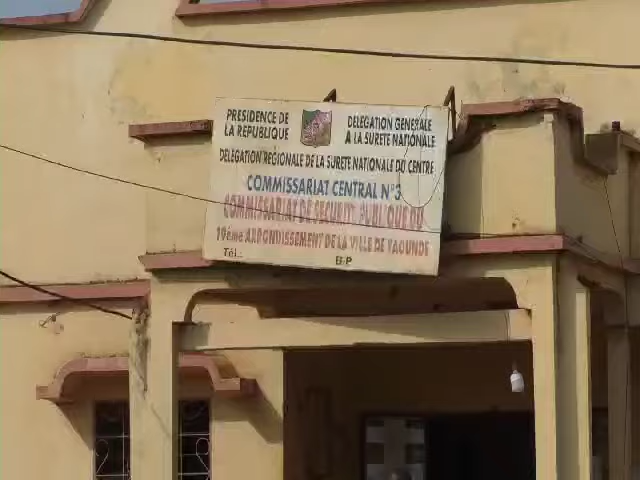 PRESIDENCE DE
LA REPUBLIQUE
DELEGATION GENERALE
A LA SURETE NATIONALE
DELEGATION REGIONALE DE LA SURETE NATIONALE DU CENTRE
COMMISSARIAT CENTRAL N°3
COMMISSARIAT DE SECURITE PUBLIQUE DU
19ème ARRONDISSEMENT DE LA VILLE DE YAOUNDE
Tél.:
B.P